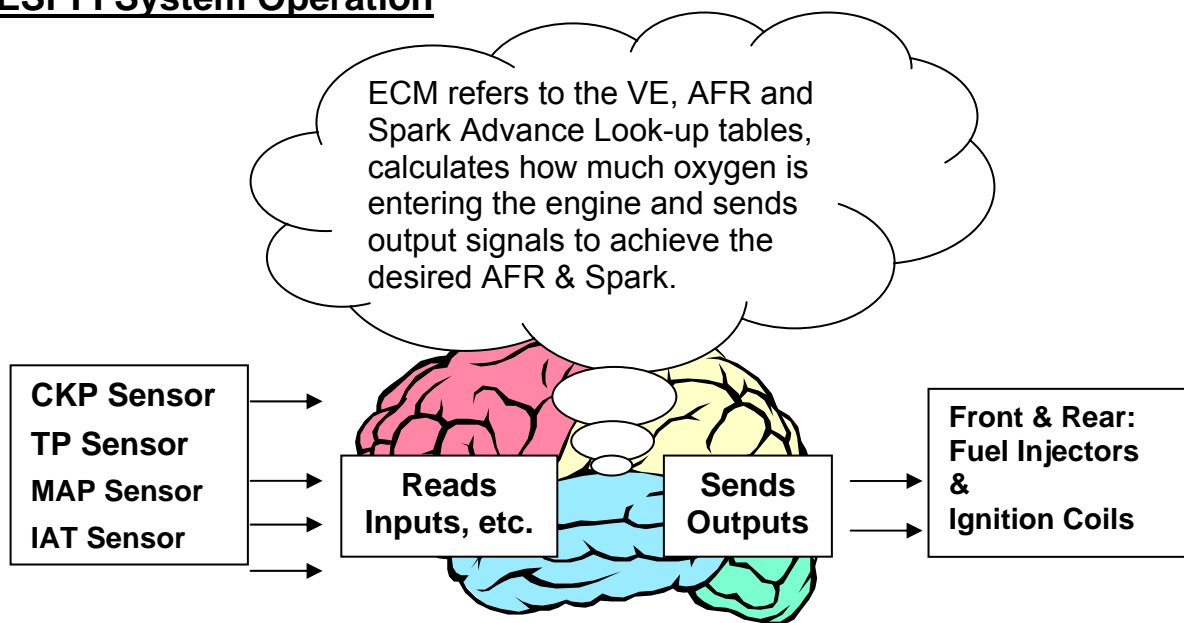 System Operation
ECM refers to the VE, AFR and
Spark Advance Look-up tables,
calculates how much oxygen is
entering the engine and sends
output signals to achieve the
desired AFR & Spark.
CKP Sensor
TP Sensor
MAP Sensor
IAT Sensor
Reads
Inputs, etc.
Sends
Outputs
Front & Rear:
Fuel Injectors
&
Ignition Coils